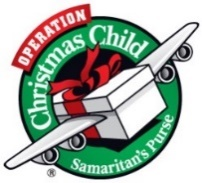 OPERATION
Christmas Child
Samaritan's Purse
®